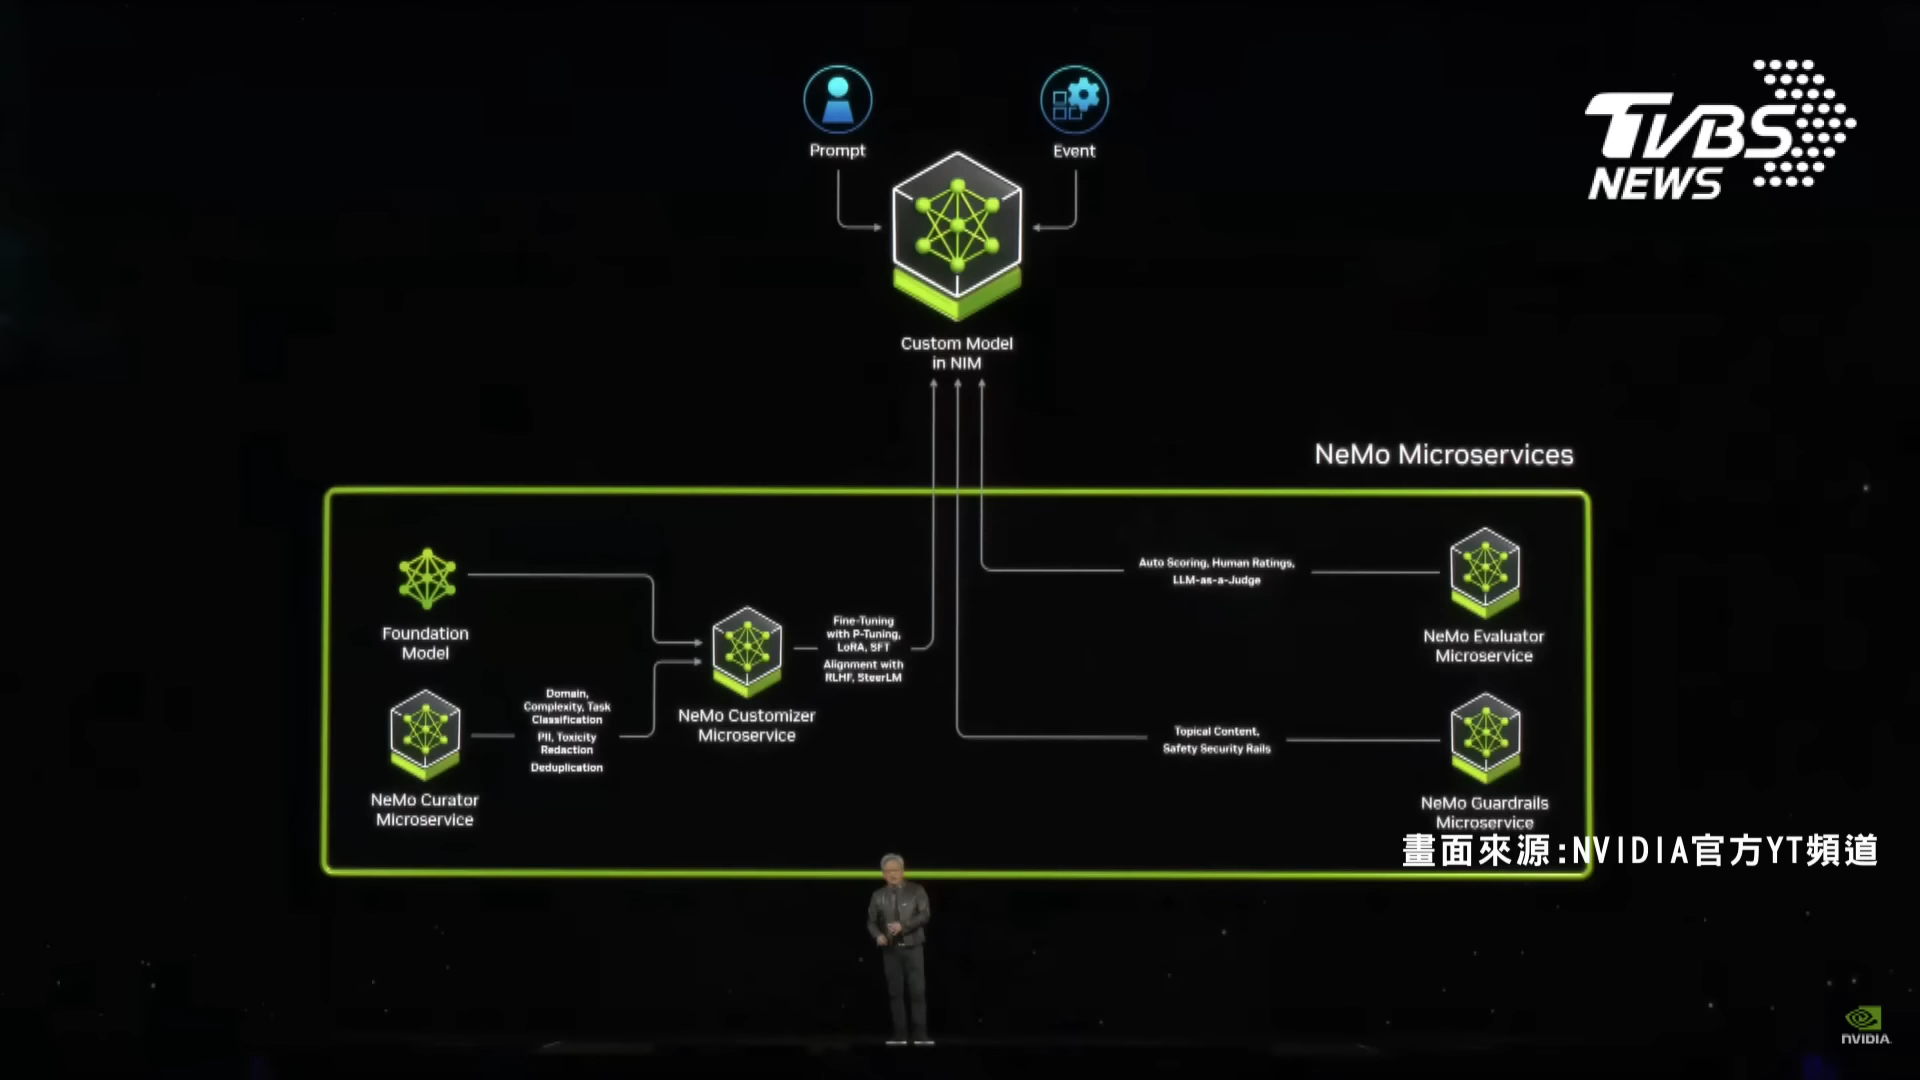 TVBS
NEWS
Prompt
Event
Custom Model
in NIM
NeMo Microservices
Foundation
Model
NeMo Curator
Microservice
Domain,
Complexity, Task
Classification
PII, Toxicity
Redaction
Deduplication
NeMo Customizer
Microservice
Fine-Tuning
with P-Tuning,
LoRA, SFT
Alignment with
RLHF, SteerLM
Auto Scoring, Human Ratings,
LLM-as-a-Judge
NeMo Evaluator
Microservice
Topical Content,
Safety Security Rails
NeMo Guardrails
Microservice
畫面來源:NVIDIA官方YT頻道
NVIDIA